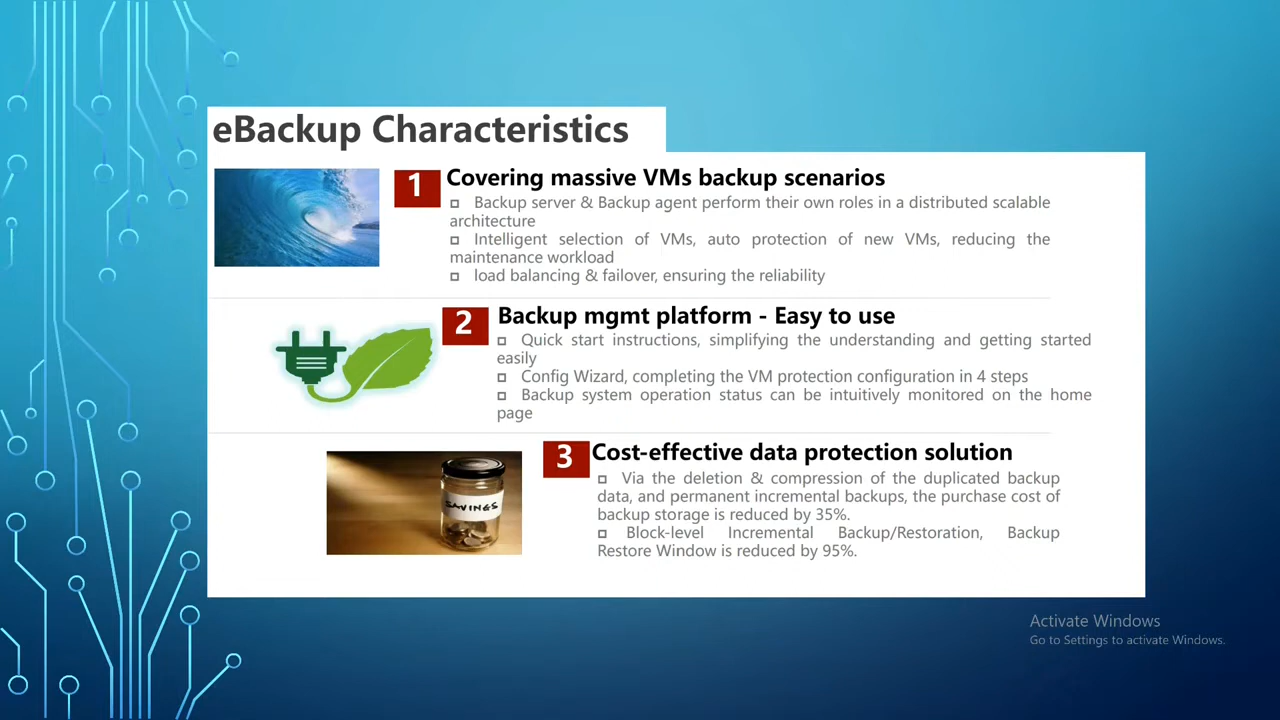 eBackup Characteristics
1 Covering massive VMs backup scenarios
Backup server & Backup agent perform their own roles in a distributed scalable
architecture
Intelligent selection of VMs, auto protection of new VMs, reducing the
maintenance workload
load balancing & failover, ensuring the reliability
2 Backup mgmt platform - Easy to use
Quick start instructions, simplifying the understanding and getting started
easily
Config Wizard, completing the VM protection configuration in 4 steps
Backup system operation status can be intuitively monitored on the home
page
3 Cost-effective data protection solution
SAVINGS
Via the deletion & compression of the duplicated backup
data, and permanent incremental backups, the purchase cost of
backup storage is reduced by 35%.
Block-level Incremental Backup/Restoration, Backup
Restore Window is reduced by 95%.
Activate Windows
Go to Settings to activate Windows.